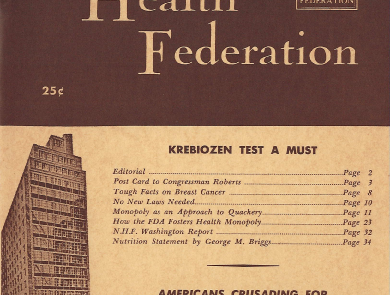 Health
FEDERATION
Federation
25¢
KREBIOZEN TEST A MUST
Editorial ... Page 2
Post Card to Congressman Roberts ... Page 3
Tough Facts on Breast Cancer ... Page 8
No New Laws Needed ... Page 10
Monopoly as an Approach to Quackery ... Page 11
How the FDA Fosters Health Monopoly ... Page 23
N.H.F. Washington Report ... Page 32
Nutrition Statement by George M. Briggs ... Page 34
AMERICANS CRUSADING FOR